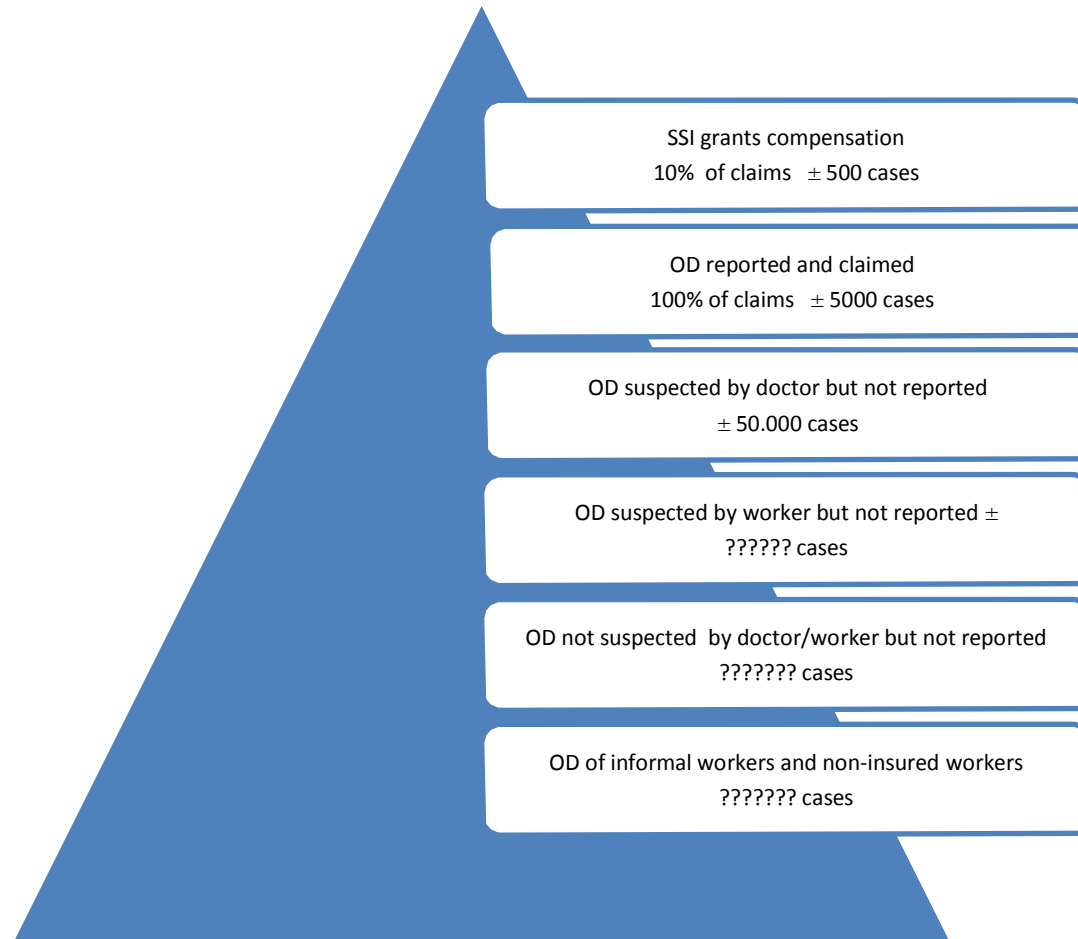 SSI grants compensation
10% of claims ± 500 cases
OD reported and claimed
100% of claims ± 5000 cases
OD suspected by doctor but not reported
± 50.000 cases
OD suspected by worker but not reported ±
?????? cases
OD not suspected by doctor/worker but not reported
??????? cases
OD of informal workers and non-insured workers
??????? cases